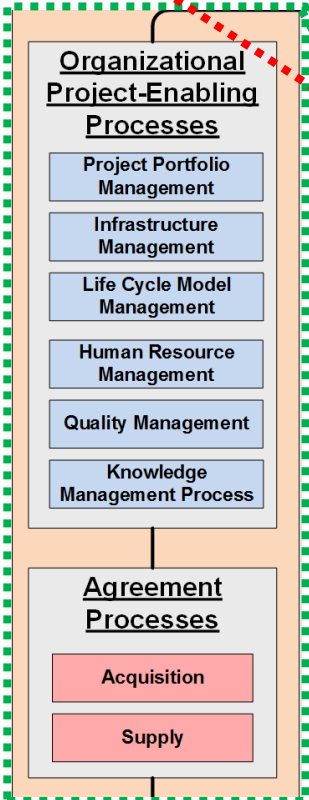 Organizational
Project-Enabling
Processes
Project Portfolio
Management
Infrastructure
Management
Life Cycle Model
Management
Human Resource
Management
Quality Management
Knowledge
Management Process
Agreement
Processes
Acquisition
Supply